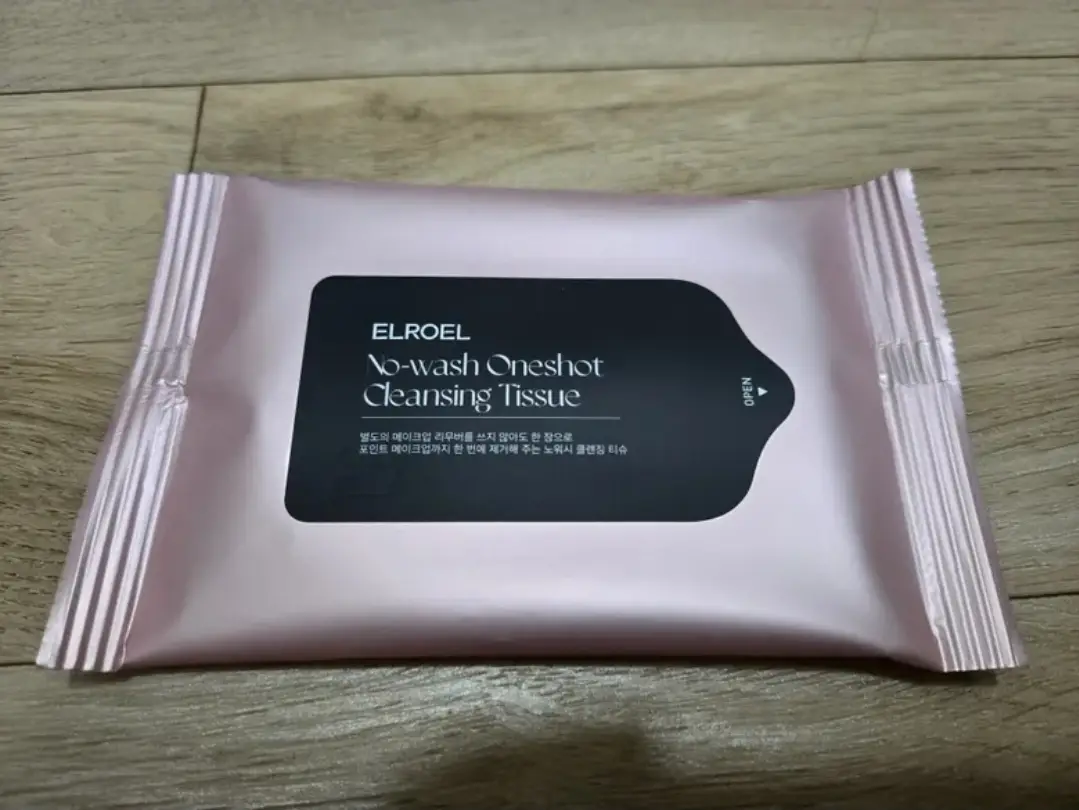 ELROEL
No-wash Oneshot
Cleansing Tissue
별도의 메이크업 리무버를 쓰지 않아도 한 장으로
포인트 메이크업까지 한 번에 제거해 주는 노워시 클렌징 티슈
OPEN